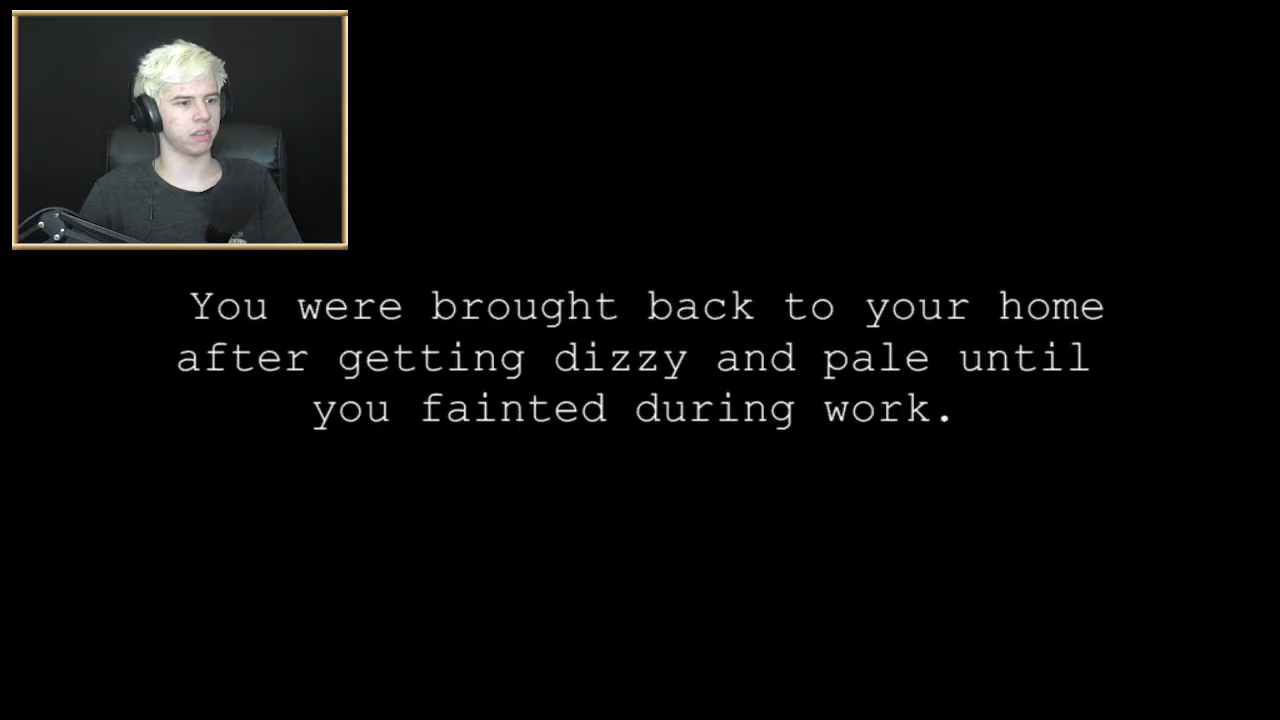 You were brought back to your home
after getting dizzy and pale until
you fainted during work.